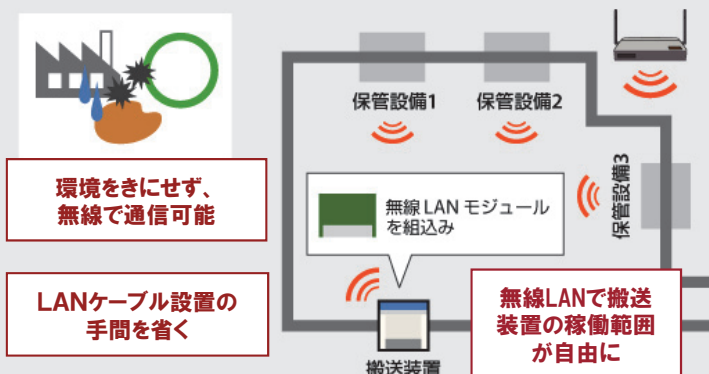 環境をきにせず、
無線で通信可能
LANケーブル設置の
手間を省く
保管設備1
保管設備2
保管設備3
無線LANモジュール
を組込み
搬送装置
無線LANで搬送
装置の稼働範囲
が自由に